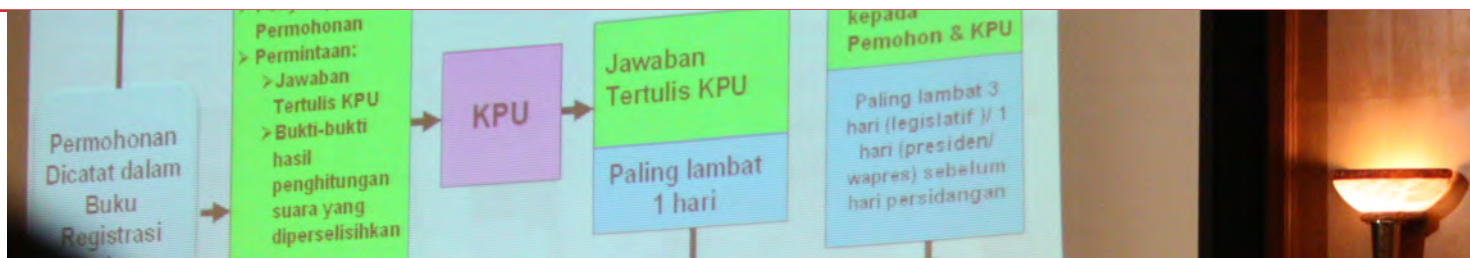 Permohonan
Dicatat dalam
Buku
Registrasi
Permohonan
➢ Permintaan:
➢ Jawaban
Tertulis KPU
➢ Bukti-bukti
hasil
penghitungan
suara yang
diperselisihkan
KPU
Jawaban
Tertulis KPU
Paling lambat
1 hari
kepada
Pemohon & KPU
Paling lambat 3
hari (legislatif )/ 1
hari (presiden/
wapres) sebelum
hari persidangan